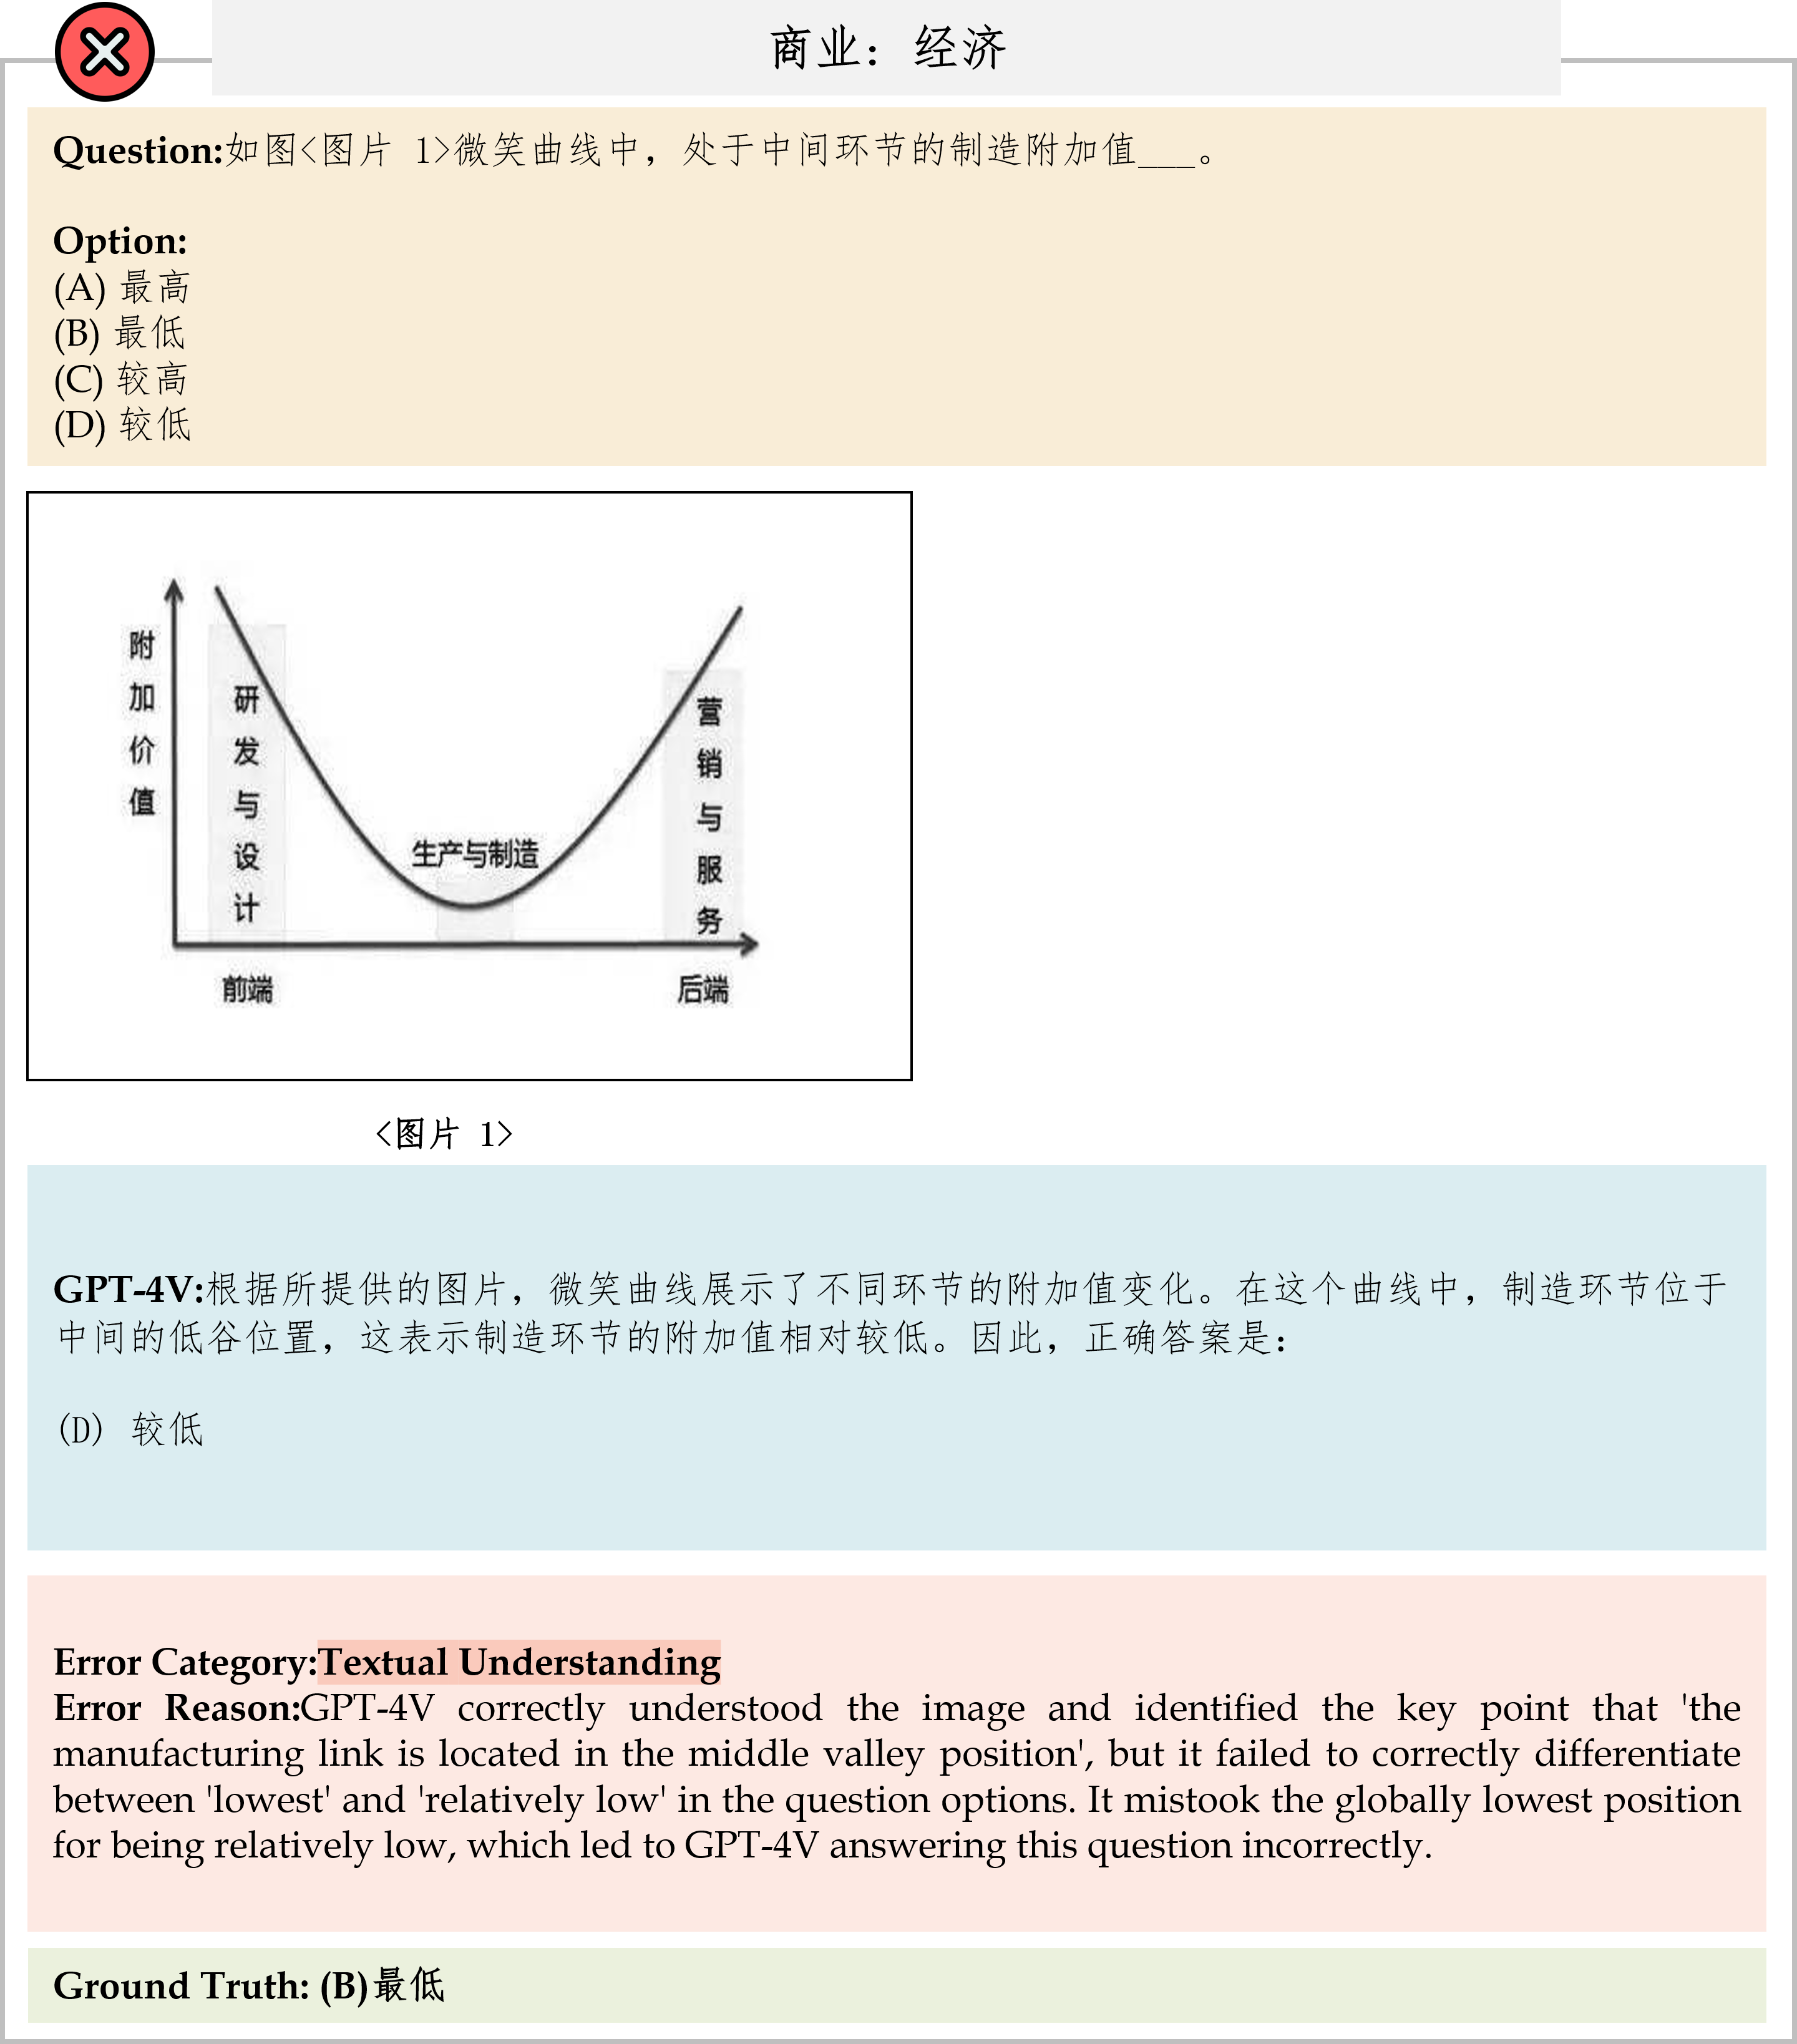 商业：经济
Question:如图<图片 1>微笑曲线中，处于中间环节的制造附加值___。
Option:
(A) 最高
(B) 最低
(C) 较高
(D) 较低
附加价值
研发与设计
生产与制造
营销与服务
前端
后端
<图片 1>
GPT-4V:根据所提供的图片，微笑曲线展示了不同环节的附加值变化。在这个曲线中，制造环节位于
中间的低谷位置，这表示制造环节的附加值相对较低。因此，正确答案是：
(D) 较低
Error Category:Textual Understanding
Error Reason:GPT-4V correctly understood the image and identified the key point that 'the
manufacturing link is located in the middle valley position', but it failed to correctly differentiate
between 'lowest' and 'relatively low' in the question options. It mistook the globally lowest position
for being relatively low, which led to GPT-4V answering this question incorrectly.
Ground Truth: (B)最低